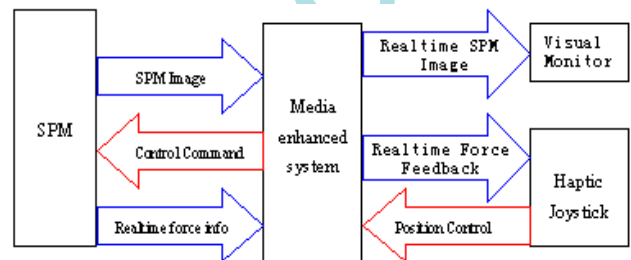 SPM
SPM Image
Control Command
Realtime force info
Media
enhanced
system
Realtime SPM
Image
Realtime Force
Feedback
Position Control
Visual
Monitor
Haptic
Joystick